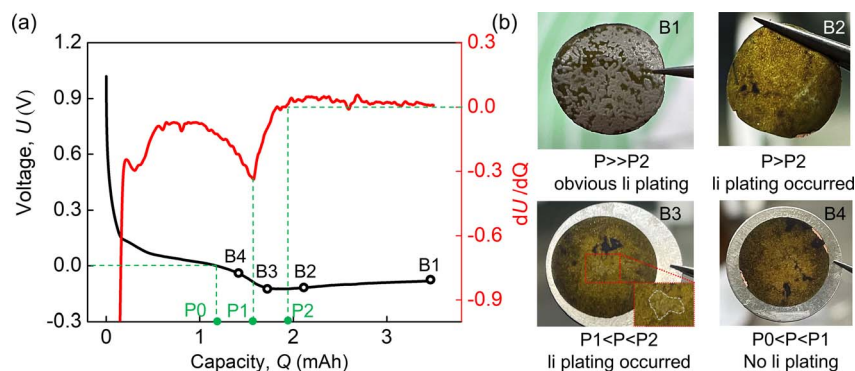 (a)
1.2
0.9
0.6
0.3
0.0
-0.3
Voltage, U (V)
0.3
0.0
-0.3
-0.6
-0.9
dU/dQ
B4
B3
B2
B1
P0
P1
P2
0
1
2
3
Capacity, Q (mAh)
(b)
B1
B2
P>>P2
obvious li plating
P>P2
li plating occurred
B3
B4
P1<P<P2
li plating occurred
P0<P<P1
No li plating